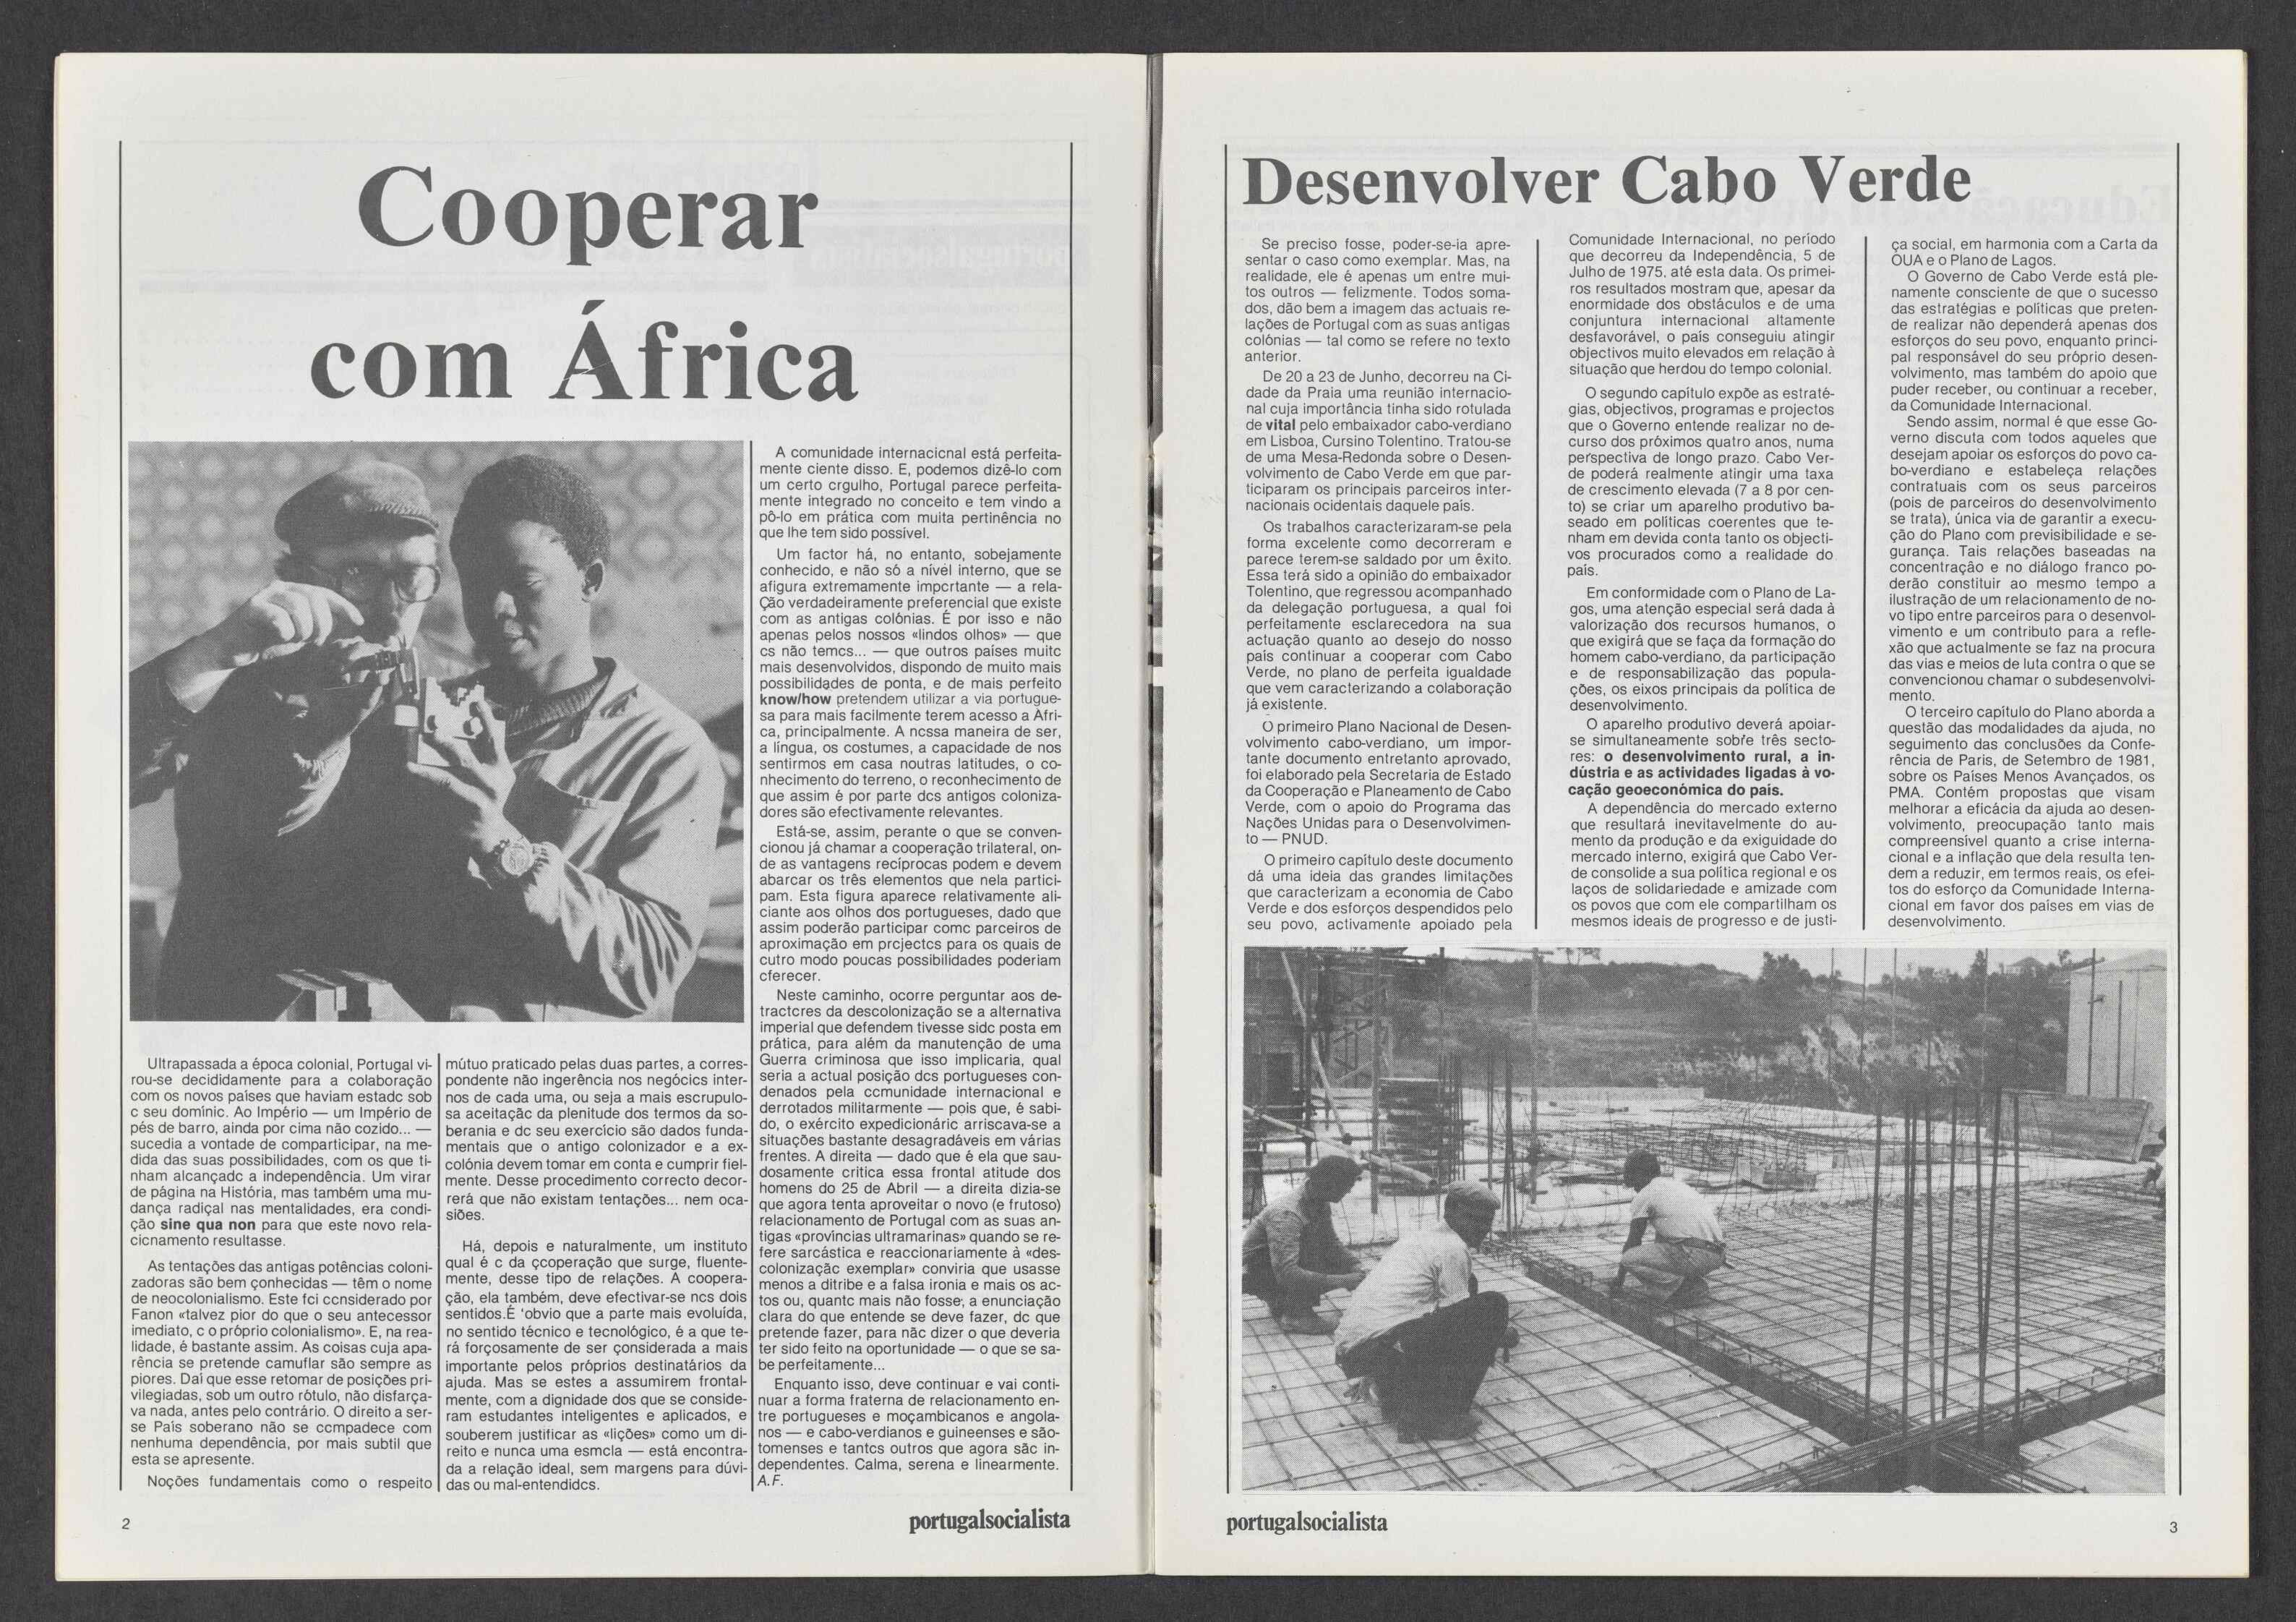 Cooperar
com África
Ultrapassada a época colonial, Portugal vi-
rou-se decididamente para a colaboração
com os novos países que haviam estadc sob
c seu domínic. Ao Império — um Império de
pés de barro, ainda por cima não cozido... —
sucedia a vontade de comparticipar, na me-
dida das suas possibilidades, com os que ti-
nham alcançadc a independência. Um virar
de página na História, mas também uma mu-
dança radiçal nas mentalidades, era condi-
ção sine qua non para que este novo rela-
cicnamento resultasse.
As tentações das antigas potências coloni-
zadoras são bem çonhecidas — têm o nome
de neocolonialismo. Este fci ccnsiderado por
Fanon «talvez pior do que o seu antecessor
imediato, c o próprio colonialismo». E, na rea-
lidade, é bastante assim. As coisas cuja apa-
rência se pretende camuflar são sempre as
piores. Daí que esse retomar de posições pri-
vilegiadas, sob um outro rótulo, não disfarça-
va nada, antes pelo contrário. O direito a ser-
se País soberano não se ccmpadece com
nenhuma dependência, por mais subtil que
esta se apresente.
Noções fundamentais como o respeito
mútuo praticado pelas duas partes, a corres-
pondente não ingerência nos negócics inter-
nos de cada uma, ou seja a mais escrupulo-
sa aceitaçãc da plenitude dos termos da so-
berania e dc seu exercício são dados funda-
mentais que o antigo colonizador e a ex-
colónia devem tomar em conta e cumprir fiel-
mente. Desse procedimento correcto decor-
rerá que não existam tentações... nem oca-
siões.
Há, depois e naturalmente, um instituto
qual é c da çcoperação que surge, fluente-
mente, desse tipo de relações. A coopera-
ção, ela também, deve efectivar-se ncs dois
sentidos.É 'obvio que a parte mais evoluída,
no sentido técnico e tecnológico, é a que te-
rá forçosamente de ser çonsiderada a mais
importante pelos próprios destinatários da
ajuda. Mas se estes a assumirem frontal-
mente, com a dignidade dos que se conside-
ram estudantes inteligentes e aplicados, e
souberem justificar as «lições» como um di-
reito e nunca uma esmcla — está encontra-
da a relação ideal, sem margens para dúvi-
das ou mal-entendidcs.
A comunidade internacicnal está perfeita-
mente ciente disso. E, podemos dizê-lo com
um certo crgulho, Portugal parece perfeita-
mente integrado no conceito e tem vindo a
pô-lo em prática com muita pertinência no
que lhe tem sido possível.
Um factor há, no entanto, sobejamente
conhecido, e não só a nível interno, que se
afigura extremamente impcrtante — a rela-
ção verdadeiramente preferencial que existe
com as antigas colónias. É por isso e não
apenas pelos nossos «lindos olhos» — que
cs não temcs... — que outros países muitc
mais desenvolvidos, dispondo de muito mais
possibilidades de ponta, e de mais perfeito
know/how pretendem utilizar a via portugue-
sa para mais facilmente terem acesso a Áfri-
ca, principalmente. A ncssa maneira de ser,
a língua, os costumes, a capacidade de nos
sentirmos em casa noutras latitudes, o co-
nhecimento do terreno, o reconhecimento de
que assim é por parte dcs antigos coloniza-
dores são efectivamente relevantes.
Está-se, assim, perante o que se conven-
cionou já chamar a cooperação trilateral, on-
de as vantagens recíprocas podem e devem
abarcar os três elementos que nela partici-
pam. Esta figura aparece relativamente ali-
ciante aos olhos dos portugueses, dado que
assim poderão participar comc parceiros de
aproximação em prcjectcs para os quais de
cutro modo poucas possibilidades poderiam
cferecer.
Neste caminho, ocorre perguntar aos de-
tractcres da descolonização se a alternativa
imperial que defendem tivesse sidc posta em
prática, para além da manutenção de uma
Guerra criminosa que isso implicaria, qual
seria a actual posição dcs portugueses con-
denados pela ccmunidade internacional e
derrotados militarmente — pois que, é sabi-
do, o exército expedicionáric arriscava-se a
situações bastante desagradáveis em várias
frentes. A direita — dado que é ela que sau-
dosamente critica essa frontal atitude dos
homens do 25 de Abril — a direita dizia-se
que agora tenta aproveitar o novo (e frutoso)
relacionamento de Portugal com as suas an-
tigas «províncias ultramarinas» quando se re-
fere sarcástica e reaccionariamente à «des-
colonizaçãc exemplar» conviria que usasse
menos a ditribe e a falsa ironia e mais os ac-
tos ou, quantc mais não fosse, a enunciação
clara do que entende se deve fazer, dc que
pretende fazer, para nãc dizer o que deveria
ter sido feito na oportunidade — o que se sa-
be perfeitamente...
Enquanto isso, deve continuar e vai conti-
nuar a forma fraterna de relacionamento en-
tre portugueses e moçambicanos e angola-
nos — e cabo-verdianos e guineenses e são-
tomenses e tantcs outros que agora sãc in-
dependentes. Calma, serena e linearmente.
A.F.
2
portugalsocialista
Desenvolver Cabo Verde
Se preciso fosse, poder-se-ia apre-
sentar o caso como exemplar. Mas, na
realidade, ele é apenas um entre mui-
tos outros — felizmente. Todos soma-
dos, dão bem a imagem das actuais re-
lações de Portugal com as suas antigas
colónias — tal como se refere no texto
anterior.
De 20 a 23 de Junho, decorreu na Ci-
dade da Praia uma reunião internacio-
nal cuja importância tinha sido rotulada
de vital pelo embaixador cabo-verdiano
em Lisboa, Cursino Tolentino. Tratou-se
de uma Mesa-Redonda sobre o Desen-
volvimento de Cabo Verde em que par-
ticiparam os principais parceiros inter-
nacionais ocidentais daquele país.
Os trabalhos caracterizaram-se pela
forma excelente como decorreram e
parece terem-se saldado por um êxito.
Essa terá sido a opinião do embaixador
Tolentino, que regressou acompanhado
da delegação portuguesa, a qual foi
perfeitamente esclarecedora na sua
actuação quanto ao desejo do nosso
país continuar a cooperar com Cabo
Verde, no plano de perfeita igualdade
que vem caracterizando a colaboração
já existente.
O primeiro Plano Nacional de Desen-
volvimento cabo-verdiano, um impor-
tante documento entretanto aprovado,
foi elaborado pela Secretaria de Estado
da Cooperação e Planeamento de Cabo
Verde, com o apoio do Programa das
Nações Unidas para o Desenvolvimen-
to — PNUD.
O primeiro capítulo deste documento
dá uma ideia das grandes limitações
que caracterizam a economia de Cabo
Verde e dos esforços despendidos pelo
seu povo, activamente apoiado pela
Comunidade Internacional, no período
que decorreu da Independência, 5 de
Julho de 1975, até esta data. Os primei-
ros resultados mostram que, apesar da
enormidade dos obstáculos e de uma
conjuntura internacional altamente
desfavorável, o país conseguiu atingir
objectivos muito elevados em relação à
situação que herdou do tempo colonial.
O segundo capítulo expõe as estraté-
gias, objectivos, programas e projectos
que o Governo entende realizar no de-
curso dos próximos quatro anos, numa
perspectiva de longo prazo. Cabo Ver-
de poderá realmente atingir uma taxa
de crescimento elevada (7 a 8 por cen-
to) se criar um aparelho produtivo ba-
seado em políticas coerentes que te-
nham em devida conta tanto os objecti-
vos procurados como a realidade do
país.
Em conformidade com o Plano de La-
gos, uma atenção especial será dada à
valorização dos recursos humanos, o
que exigirá que se faça da formação do
homem cabo-verdiano, da participação
e de responsabilização das popula-
ções, os eixos principais da política de
desenvolvimento.
O aparelho produtivo deverá apoiar-
se simultaneamente sobre três secto-
res: o desenvolvimento rural, a in-
dústria e as actividades ligadas à vo-
cação geoeconómica do país.
A dependência do mercado externo
que resultará inevitavelmente do au-
mento da produção e da exiguidade do
mercado interno, exigirá que Cabo Ver-
de consolide a sua política regional e os
laços de solidariedade e amizade com
os povos que com ele compartilham os
mesmos ideais de progresso e de justi-
ça social, em harmonia com a Carta da
OUA e o Plano de Lagos.
O Governo de Cabo Verde está ple-
namente consciente de que o sucesso
das estratégias e políticas que preten-
de realizar não dependerá apenas dos
esforços do seu povo, enquanto princi-
pal responsável do seu próprio desen-
volvimento, mas também do apoio que
puder receber, ou continuar a receber,
da Comunidade Internacional.
Sendo assim, normal é que esse Go-
verno discuta com todos aqueles que
desejam apoiar os esforços do povo ca-
bo-verdiano e estabeleça relações
contratuais com os seus parceiros
(pois de parceiros do desenvolvimento
se trata), única via de garantir a execu-
ção do Plano com previsibilidade e se-
gurança. Tais relações baseadas na
concentração e no diálogo franco po-
derão constituir ao mesmo tempo a
ilustração de um relacionamento de no-
vo tipo entre parceiros para o desenvol-
vimento e um contributo para a refle-
xão que actualmente se faz na procura
das vias e meios de luta contra o que se
convencionou chamar o subdesenvolvi-
mento.
O terceiro capítulo do Plano aborda a
questão das modalidades da ajuda, no
seguimento das conclusões da Confe-
rência de Paris, de Setembro de 1981,
sobre os Países Menos Avançados, os
PMA. Contém propostas que visam
melhorar a eficácia da ajuda ao desen-
volvimento, preocupação tanto mais
compreensível quanto a crise interna-
cional e a inflação que dela resulta ten-
dem a reduzir, em termos reais, os efei-
tos do esforço da Comunidade Interna-
cional em favor dos países em vias de
desenvolvimento.
portugalsocialista
3